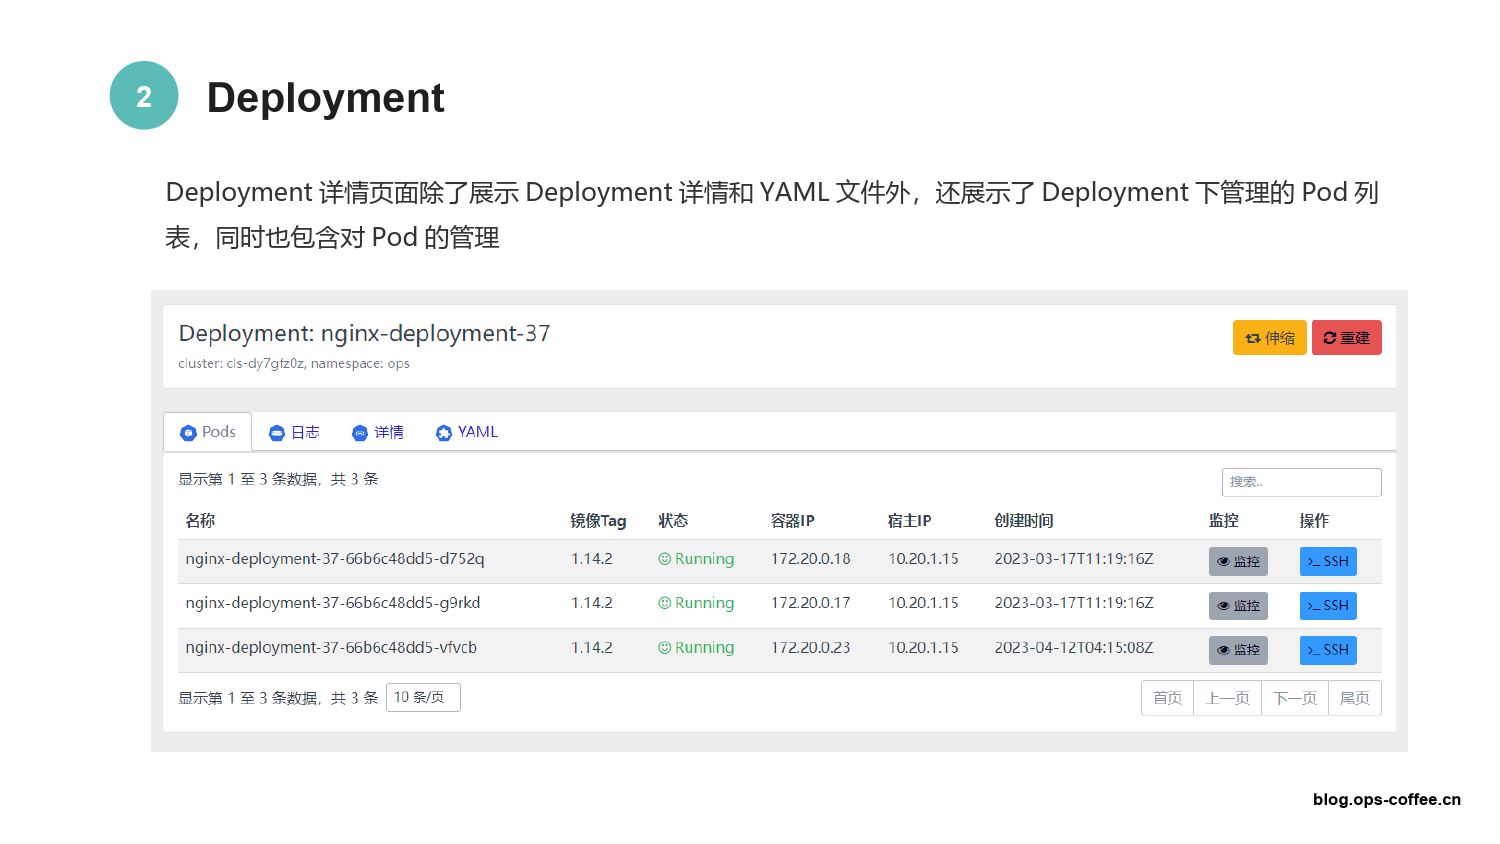 2
Deployment
Deployment 详情页面除了展示 Deployment 详情和 YAML 文件外，还展示了 Deployment 下管理的 Pod 列
表，同时也包含对 Pod 的管理
Deployment: nginx-deployment-37
伸缩 重建
cluster: cls-dy7gfz0z, namespace: ops
Pods 日志 详情 YAML
显示第 1 至 3 条数据，共 3 条
搜索..
名称 镜像Tag 状态 容器IP 宿主IP 创建时间 监控 操作
nginx-deployment-37-66b6c48dd5-d752q 1.14.2 Running 172.20.0.18 10.20.1.15 2023-03-17T11:19:16Z 监控 >_ SSH
nginx-deployment-37-66b6c48dd5-g9rkd 1.14.2 Running 172.20.0.17 10.20.1.15 2023-03-17T11:19:16Z 监控 >_ SSH
nginx-deployment-37-66b6c48dd5-vfvcb 1.14.2 Running 172.20.0.23 10.20.1.15 2023-04-12T04:15:08Z 监控 >_ SSH
显示第 1 至 3 条数据，共 3 条 10 条/页
首页 上一页 下一页 尾页
blog.ops-coffee.cn